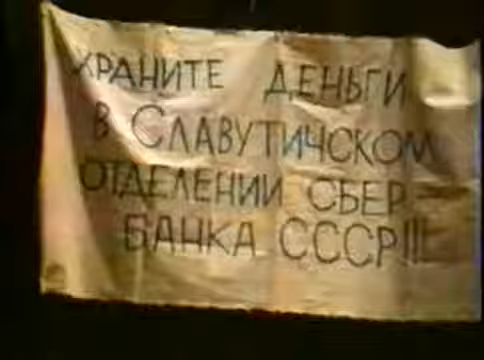 ХРАНИТЕ ДЕНЬГИ
В СЛАВУТИЧСКОМ
ОТДЕЛЕНИИ СБЕР-
БАНКА СССР!!!